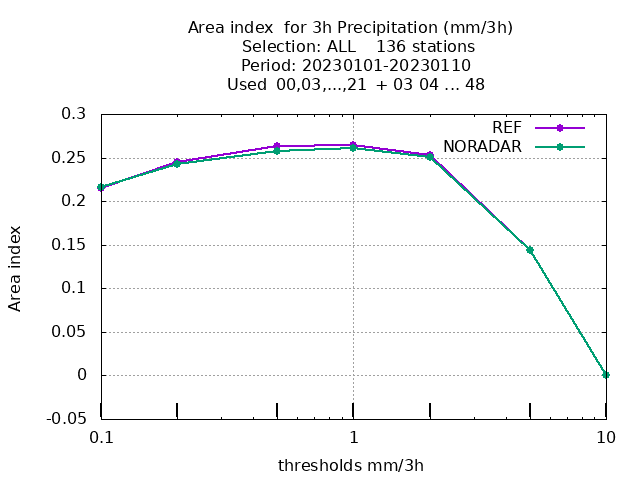 Area index  for 3h Precipitation (mm/3h)
Selection: ALL    136 stations
Period: 20230101-20230110
Used  00,03,...,21  + 03 04 ... 48
REF
NORADAR
0.3
0.25
0.2
0.15
0.1
0.05
0
-0.05
Area index
0.1
1
10
thresholds mm/3h